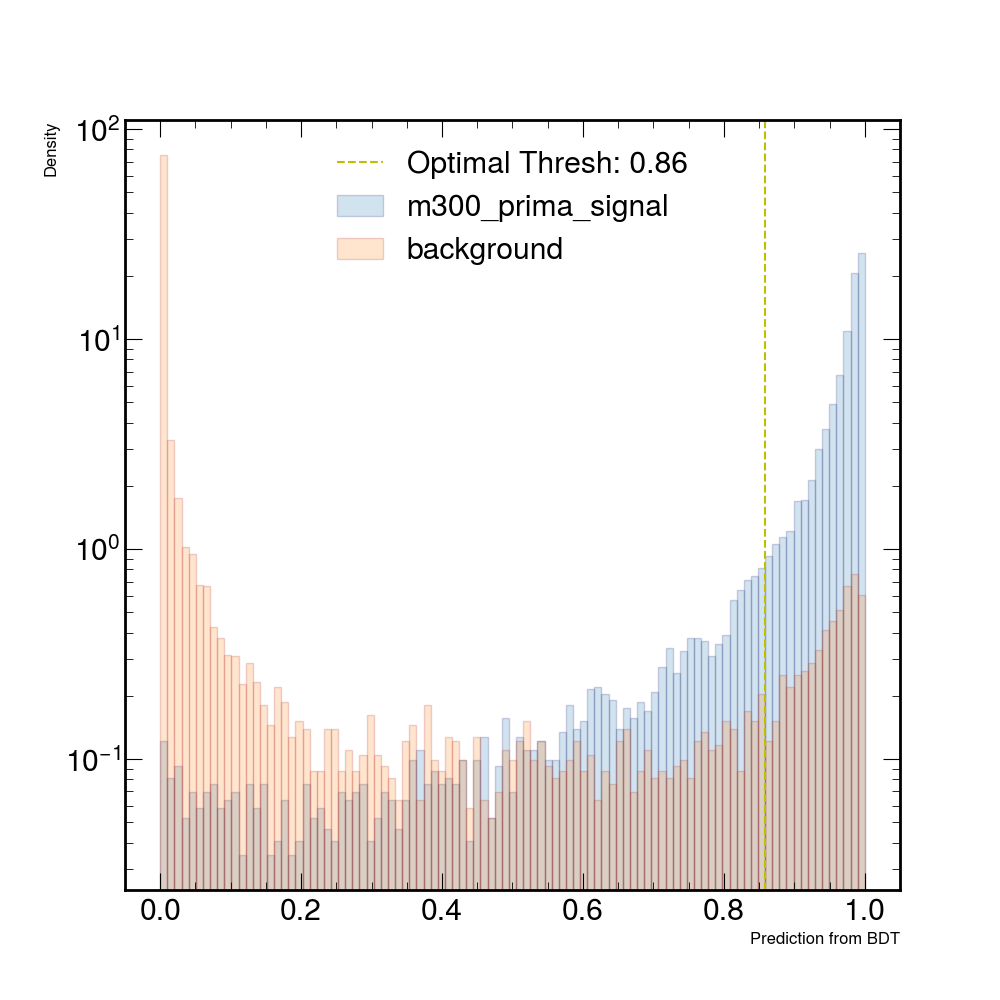 Density
10²
10¹
10⁰
10⁻¹
Optimal Thresh: 0.86
m300_prima_signal
background
0.0 0.2 0.4 0.6 0.8 1.0
Prediction from BDT